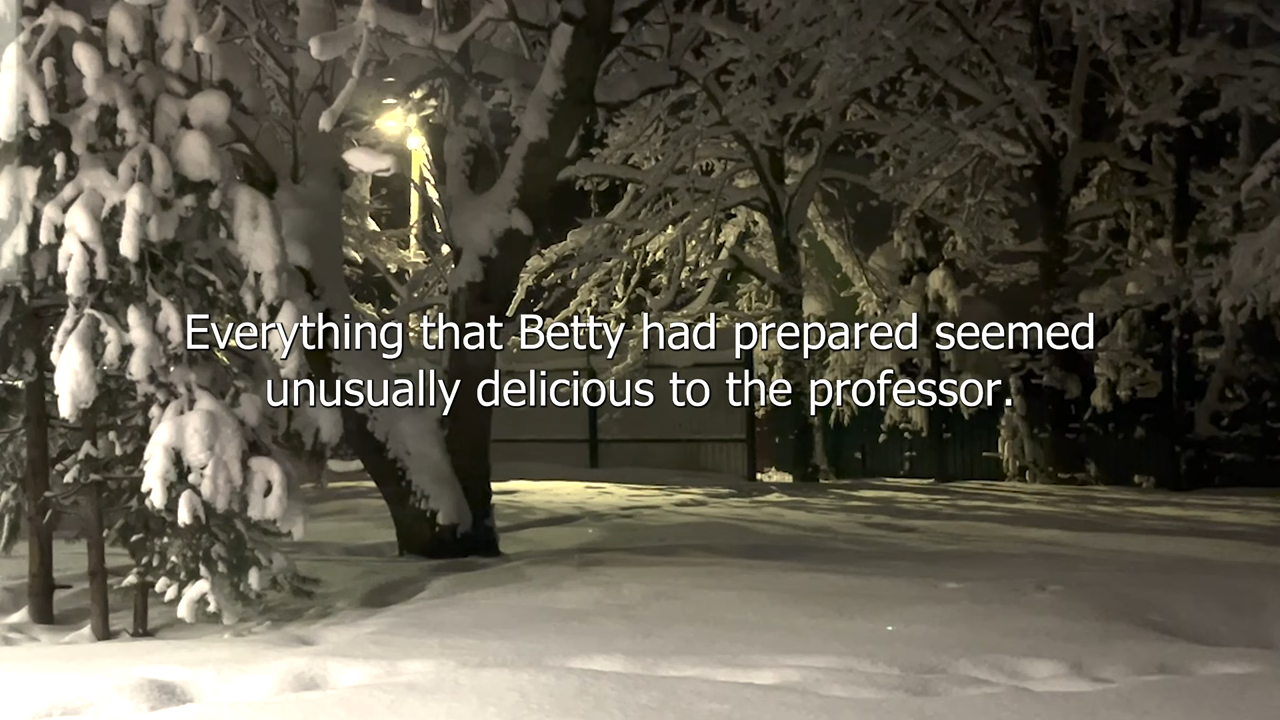 Everything that Betty had prepared seemed
unusually delicious to the professor.